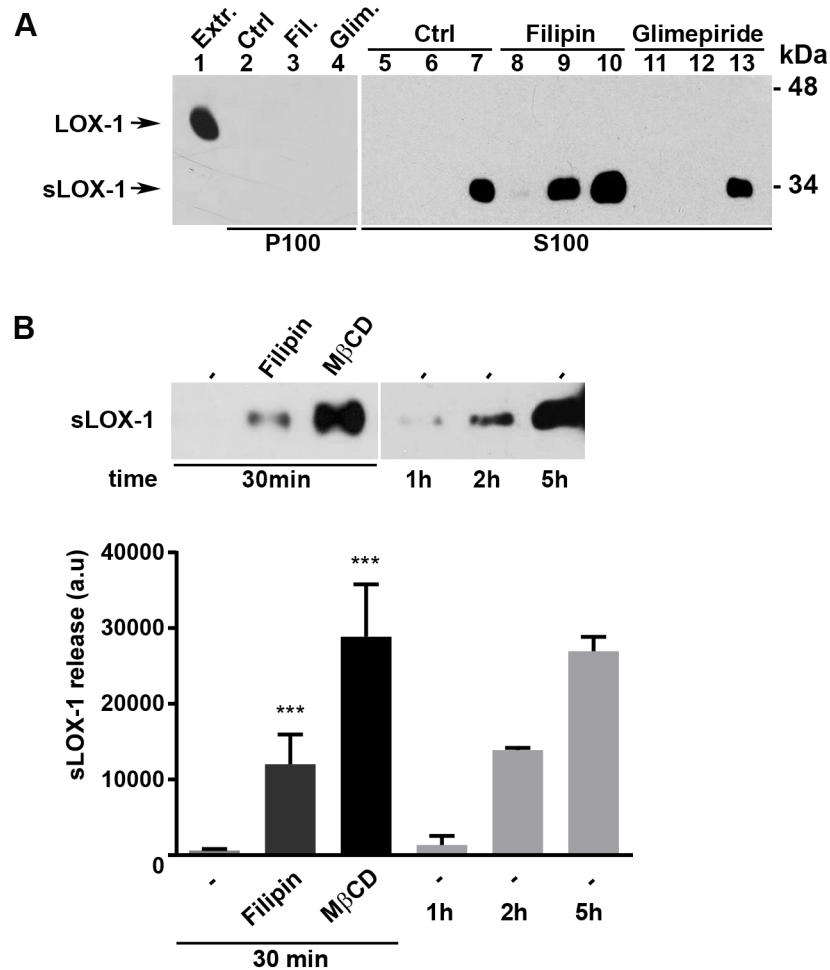 A
Extr. Ctrl Fil. Glim. Ctrl Filipin Glimepiride
1 2 3 4 5 6 7 8 9 10 11 12 13 kDa
- 48
LOX-1
sLOX-1 - 34
P100 S100
B
- Filipin MβCD - - -
sLOX-1
time 30min 1h 2h 5h
sLOX-1 release (a.u)
40000
30000
20000
10000
0
*** ***
- Filipin MβCD - - -
1h 2h 5h
30 min